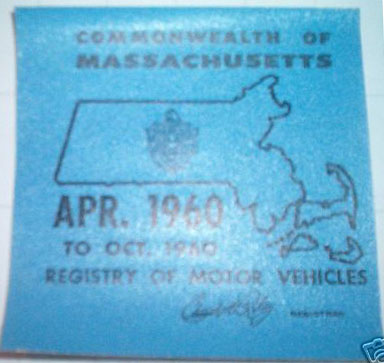 COMMONWEALTH OF
MASSACHUSETTS
APR. 1960
TO OCT. 1960
REGISTRY OF MOTOR VEHICLES
REGISTRAR